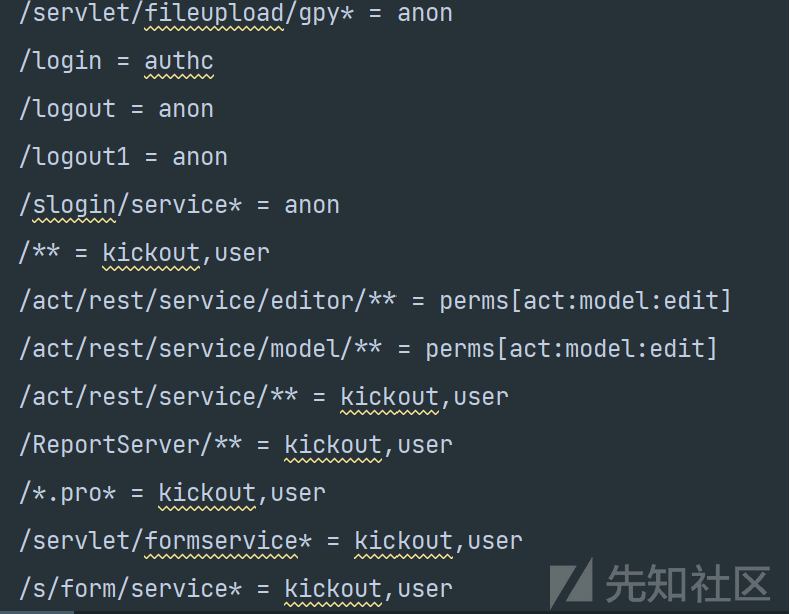 /servlet/fileupload/gpy* = anon
/login = authc
/logout = anon
/logout1 = anon
/slogin/service* = anon
/** = kickout,user
/act/rest/service/editor/** = perms[act:model:edit]
/act/rest/service/model/** = perms[act:model:edit]
/act/rest/service/** = kickout,user
/ReportServer/** = kickout,user
/*.pro* = kickout,user
/servlet/formservice* = kickout,user
/s/form/service* = kickout,user
先知社区